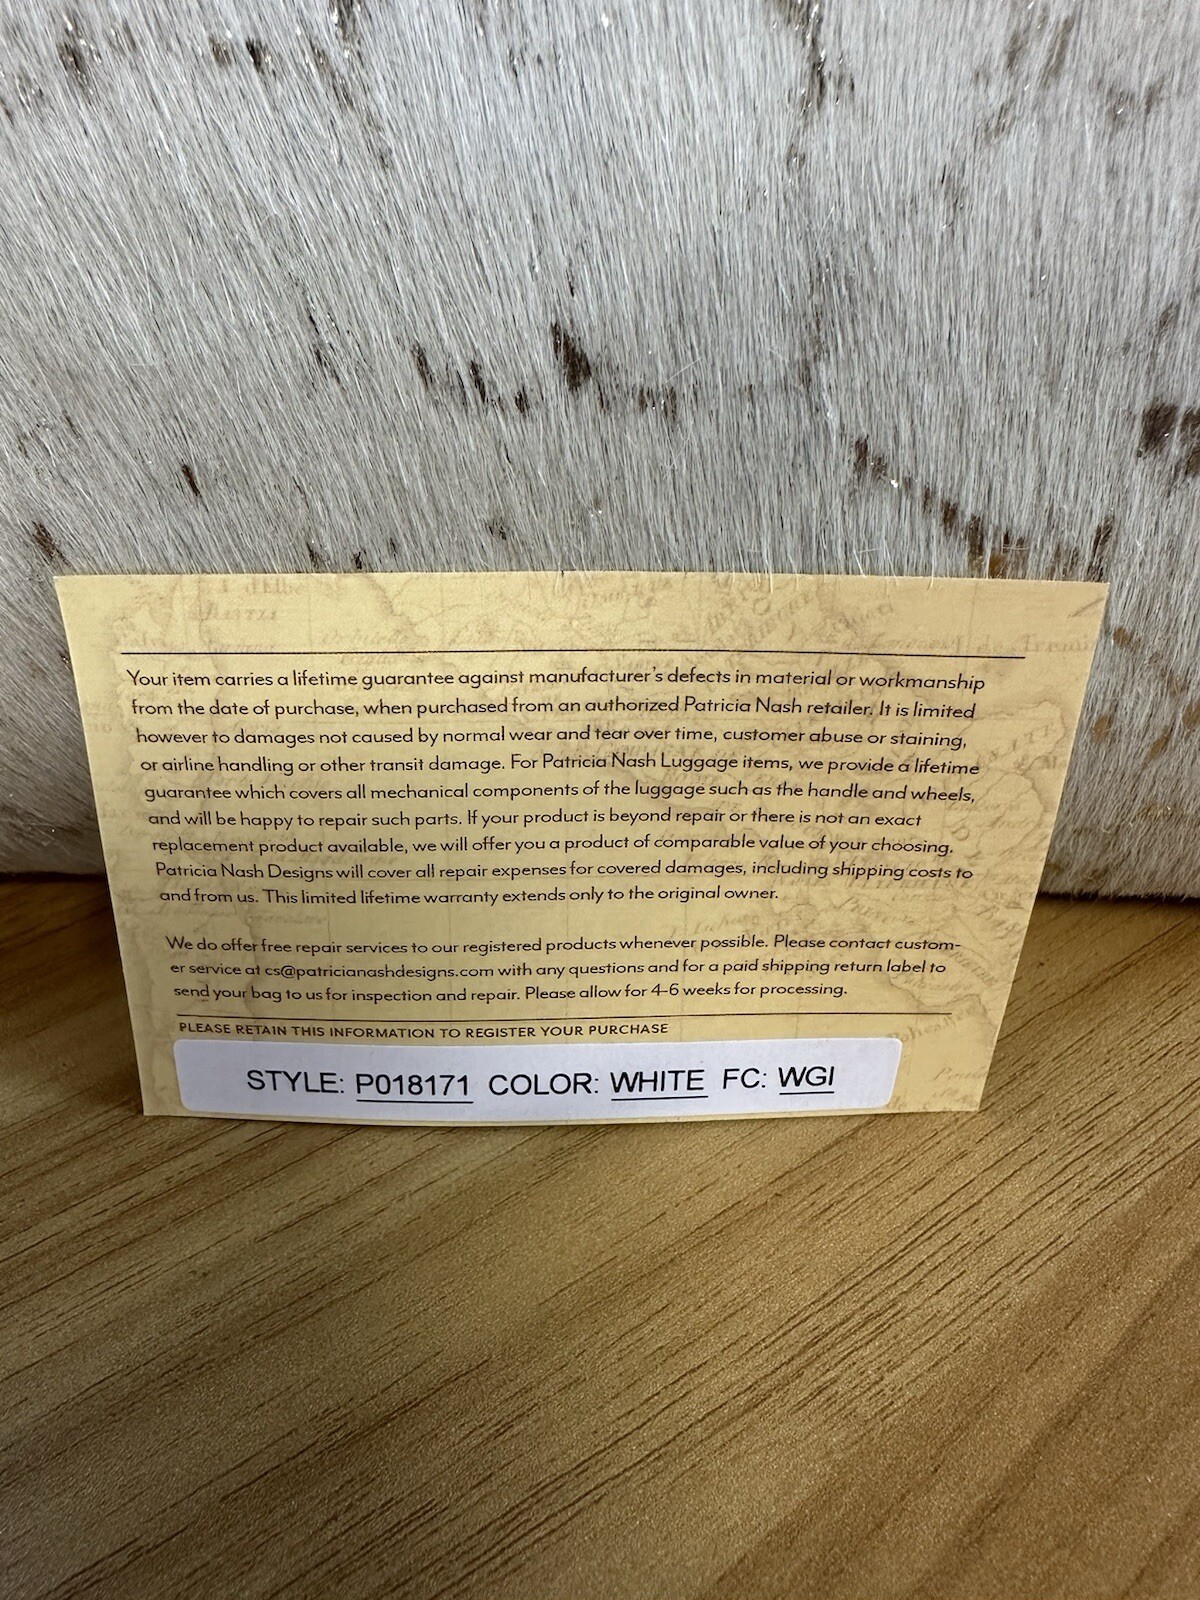 Your item carries a lifetime guarantee against manufacturer's defects in material or workmanship
from the date of purchase, when purchased from an authorized Patricia Nash retailer. It is limited
however to damages not caused by normal wear and tear over time, customer abuse or staining,
or airline handling or other transit damage. For Patricia Nash Luggage items, we provide a lifetime
guarantee which covers all mechanical components of the luggage such as the handle and wheels,
and will be happy to repair such parts. If your product is beyond repair or there is not an exact
replacement product available, we will offer you a product of comparable value of your choosing.
Patricia Nash Designs will cover all repair expenses for covered damages, including shipping costs to
and from us. This limited lifetime warranty extends only to the original owner.
We do offer free repair services to our registered products whenever possible. Please contact custom-
er service at cs@patricianashdesigns.com with any questions and for a paid shipping return label to
send your bag to us for inspection and repair. Please allow for 4-6 weeks for processing.
PLEASE RETAIN THIS INFORMATION TO REGISTER YOUR PURCHASE
STYLE: P018171 COLOR: WHITE FC: WGI